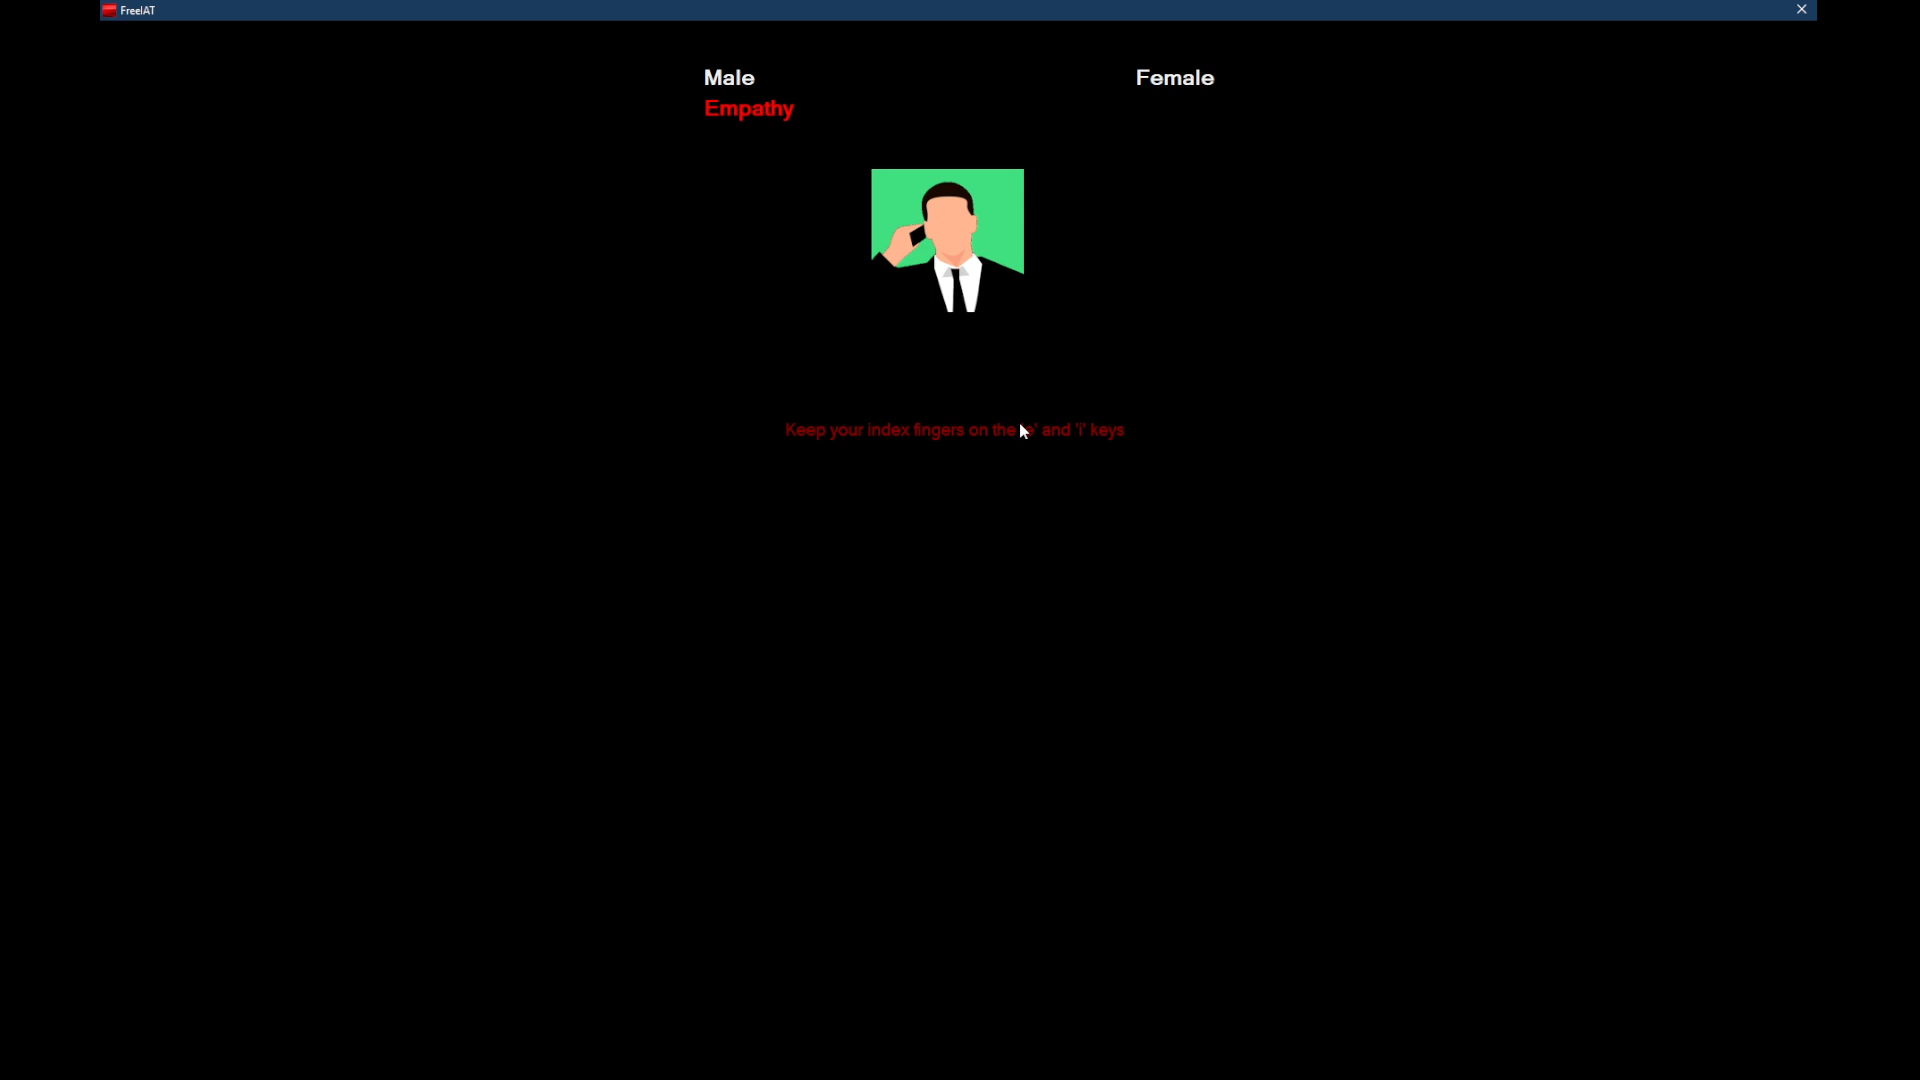 FreeIAT
Male
Female
Empathy
Keep your index fingers on the e' and 'i' keys